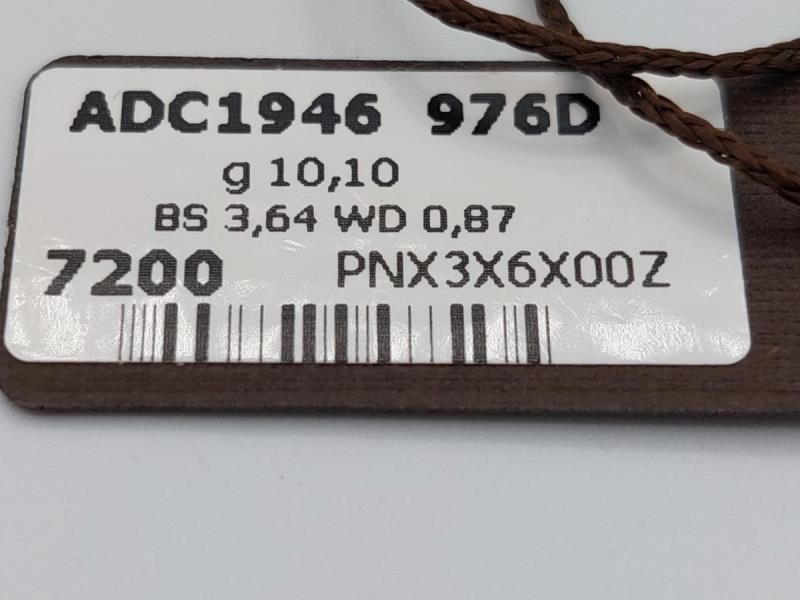 ADC1946 976D
g 10,10
BS 3,64 WD 0,87
7200 PNX3X6X00Z